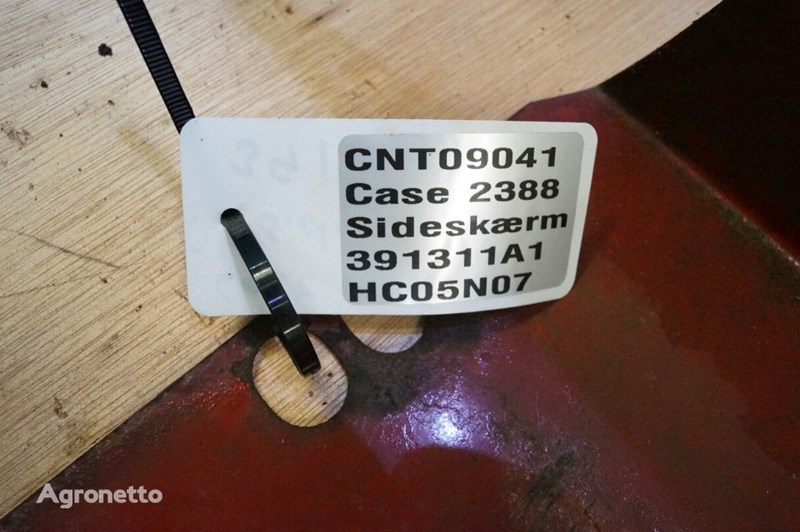 CNT09041
Case 2388
Sideskærm
391311A1
HC05N07
Agronetto